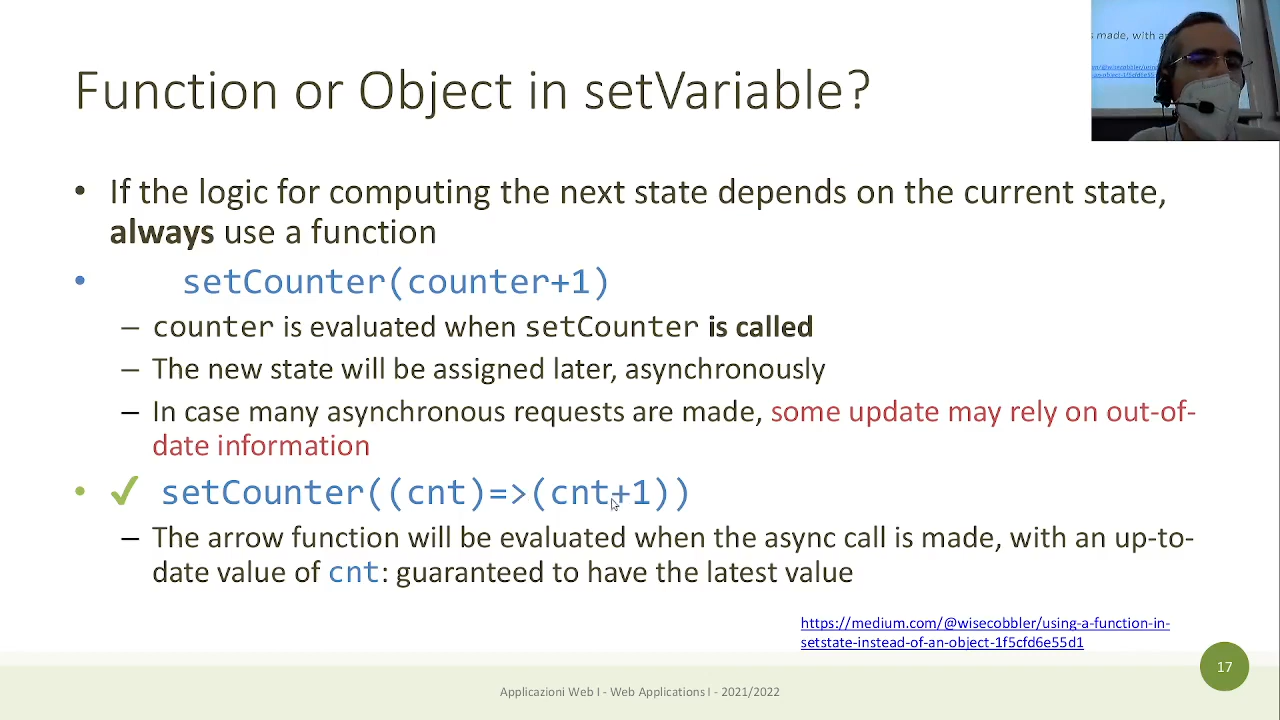 s made, with a
Function or Object in setVariable?
• If the logic for computing the next state depends on the current state,
always use a function
• setCounter(counter+1)
– counter is evaluated when setCounter is called
– The new state will be assigned later, asynchronously
– In case many asynchronous requests are made, some update may rely on out-of-
date information
• ✔ setCounter((cnt)=>(cnt+1))
– The arrow function will be evaluated when the async call is made, with an up-to-
date value of cnt: guaranteed to have the latest value
https://medium.com/@wisecobbler/using-a-function-in-
setstate-instead-of-an-object-1f5cfd6e55d1
17
Applicazioni Web I - Web Applications I - 2021/2022